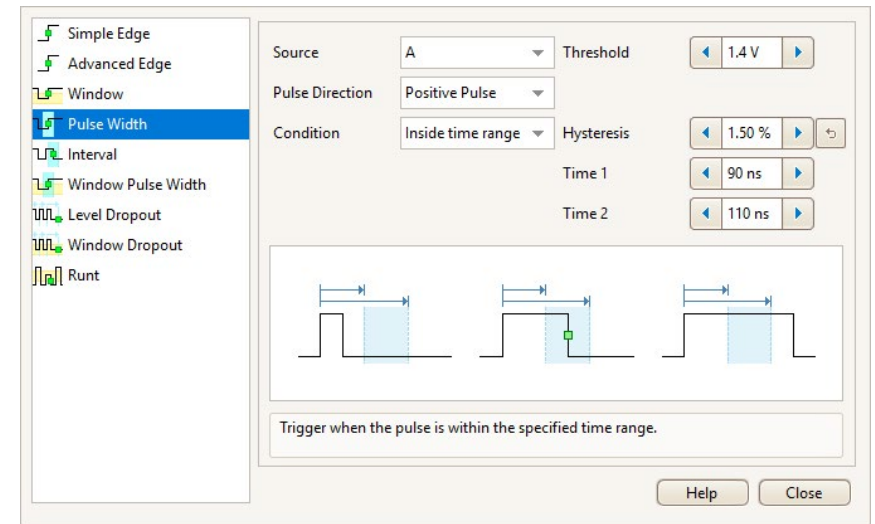 Simple Edge
Advanced Edge
Window
Pulse Width
Interval
Window Pulse Width
Level Dropout
Window Dropout
Runt
Source A Threshold 1.4 V
Pulse Direction Positive Pulse
Condition Inside time range Hysteresis 1.50 %
Time 1 90 ns
Time 2 110 ns
Trigger when the pulse is within the specified time range.
Help Close